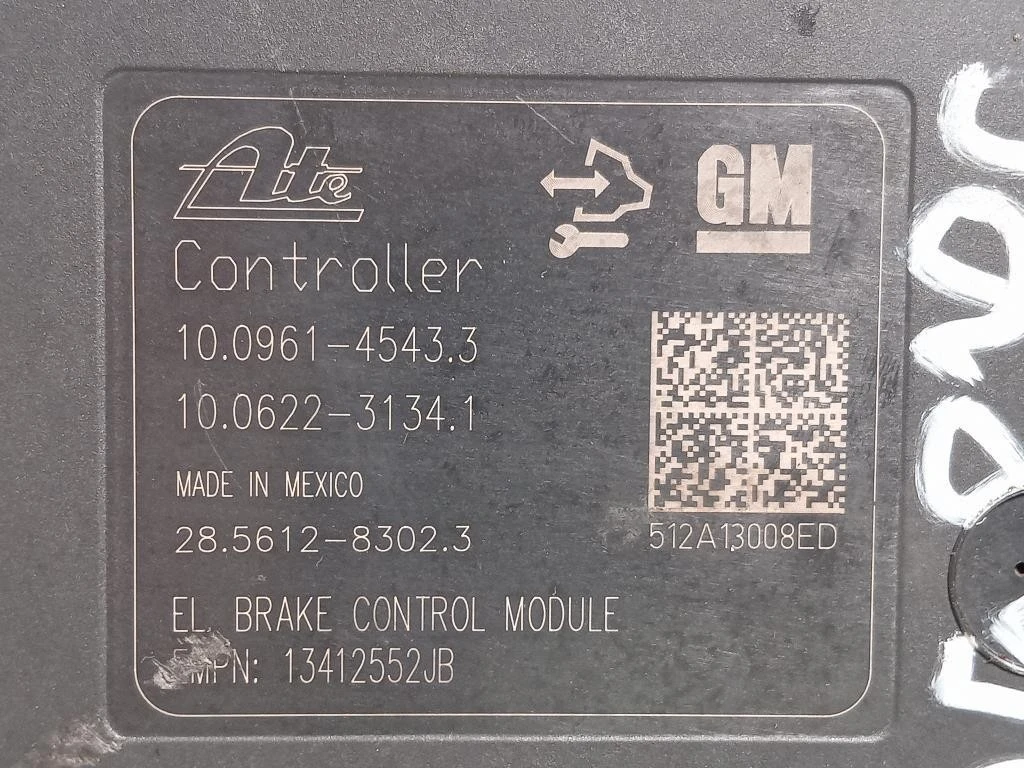 Ate
GM
Controller
10.0961-4543.3
10.0622-3134.1
MADE IN MEXICO
28.5612-8302.3
512A13008ED
EL. BRAKE CONTROL MODULE
13412552JB